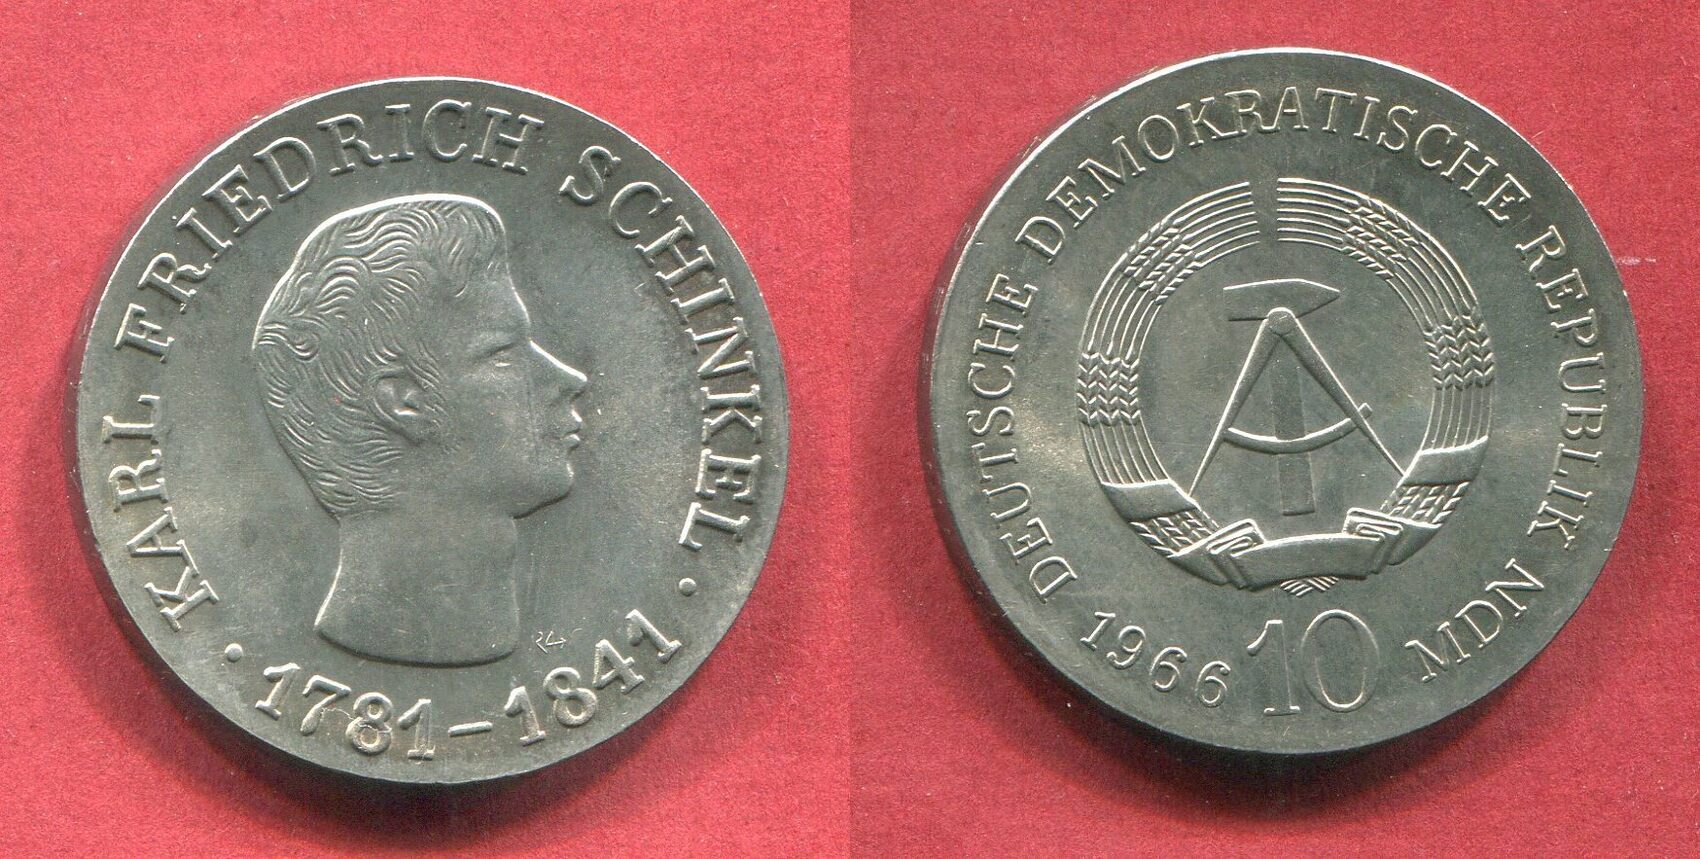 KARL FRIEDRICH SCHINKEL
· 1781–1841 ·
DEUTSCHE DEMOKRATISCHE REPUBLIK
1966 10 MDN